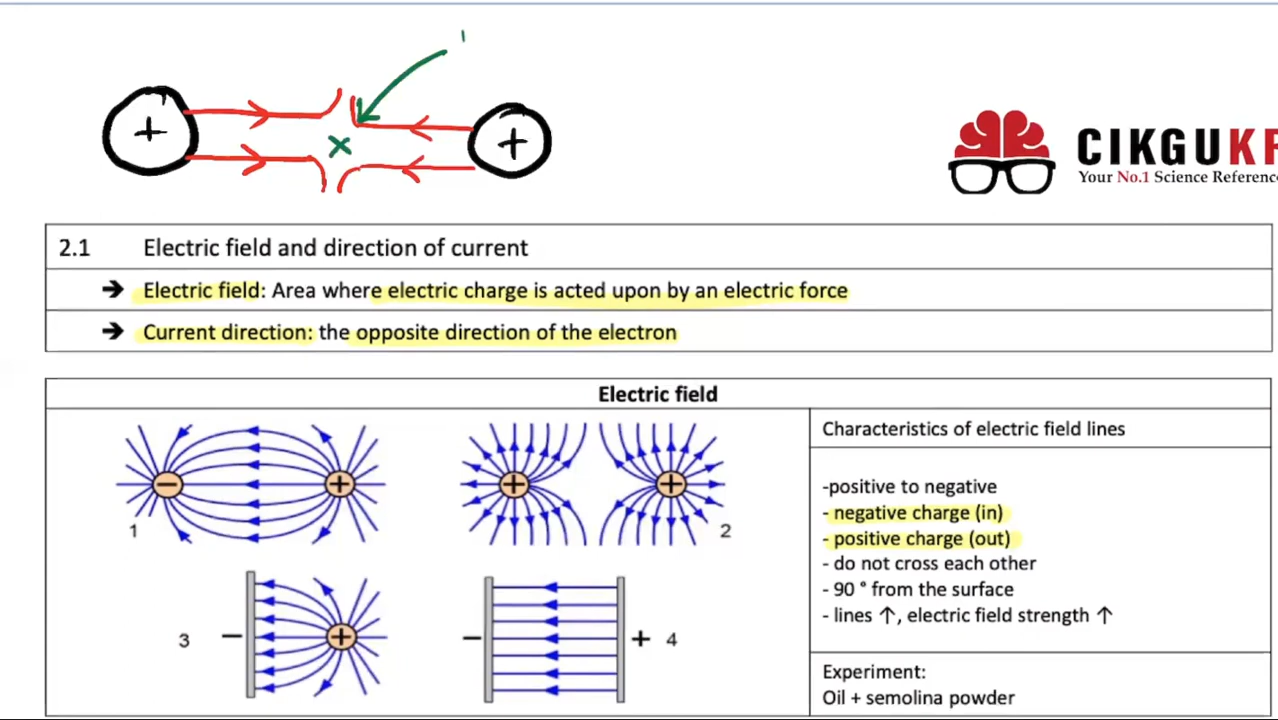 + +
CIKGUKF
Your No.1 Science Reference
2.1 Electric field and direction of current
➔ Electric field: Area where electric charge is acted upon by an electric force
➔ Current direction: the opposite direction of the electron
Electric field
Characteristics of electric field lines
-positive to negative
- negative charge (in)
- positive charge (out)
- do not cross each other
- 90 ° from the surface
- lines ↑, electric field strength ↑
Experiment:
Oil + semolina powder
− +
1
+ +
2
3 − +
− + 4